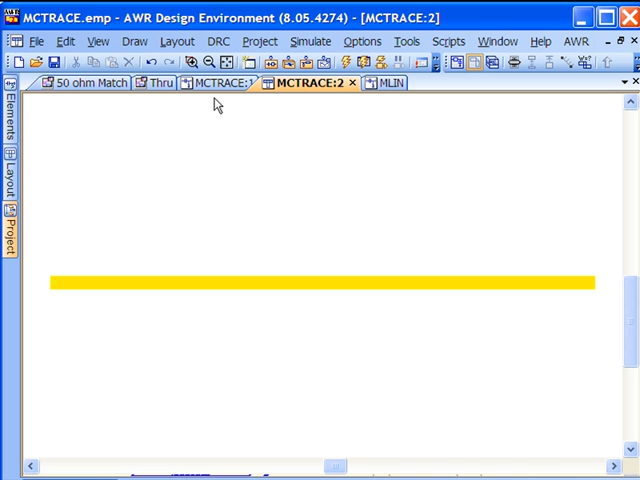 MCTRACE.emp - AWR Design Environment (8.05.4274) - [MCTRACE:2]
File Edit View Draw Layout DRC Project Simulate Options Tools Scripts Window Help AWR
50 ohm Match Thru MCTRACE:1 MCTRACE:2 MLIN
Elements
Layout
Project